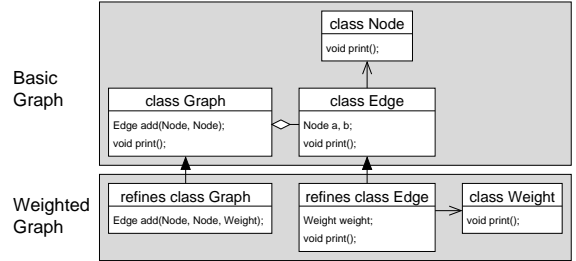 Basic
Graph
class Node
void print();
class Graph
Edge add(Node, Node);
void print();
class Edge
Node a, b;
void print();
Weighted
Graph
refines class Graph
Edge add(Node, Node, Weight);
refines class Edge
Weight weight;
void print();
class Weight
void print();